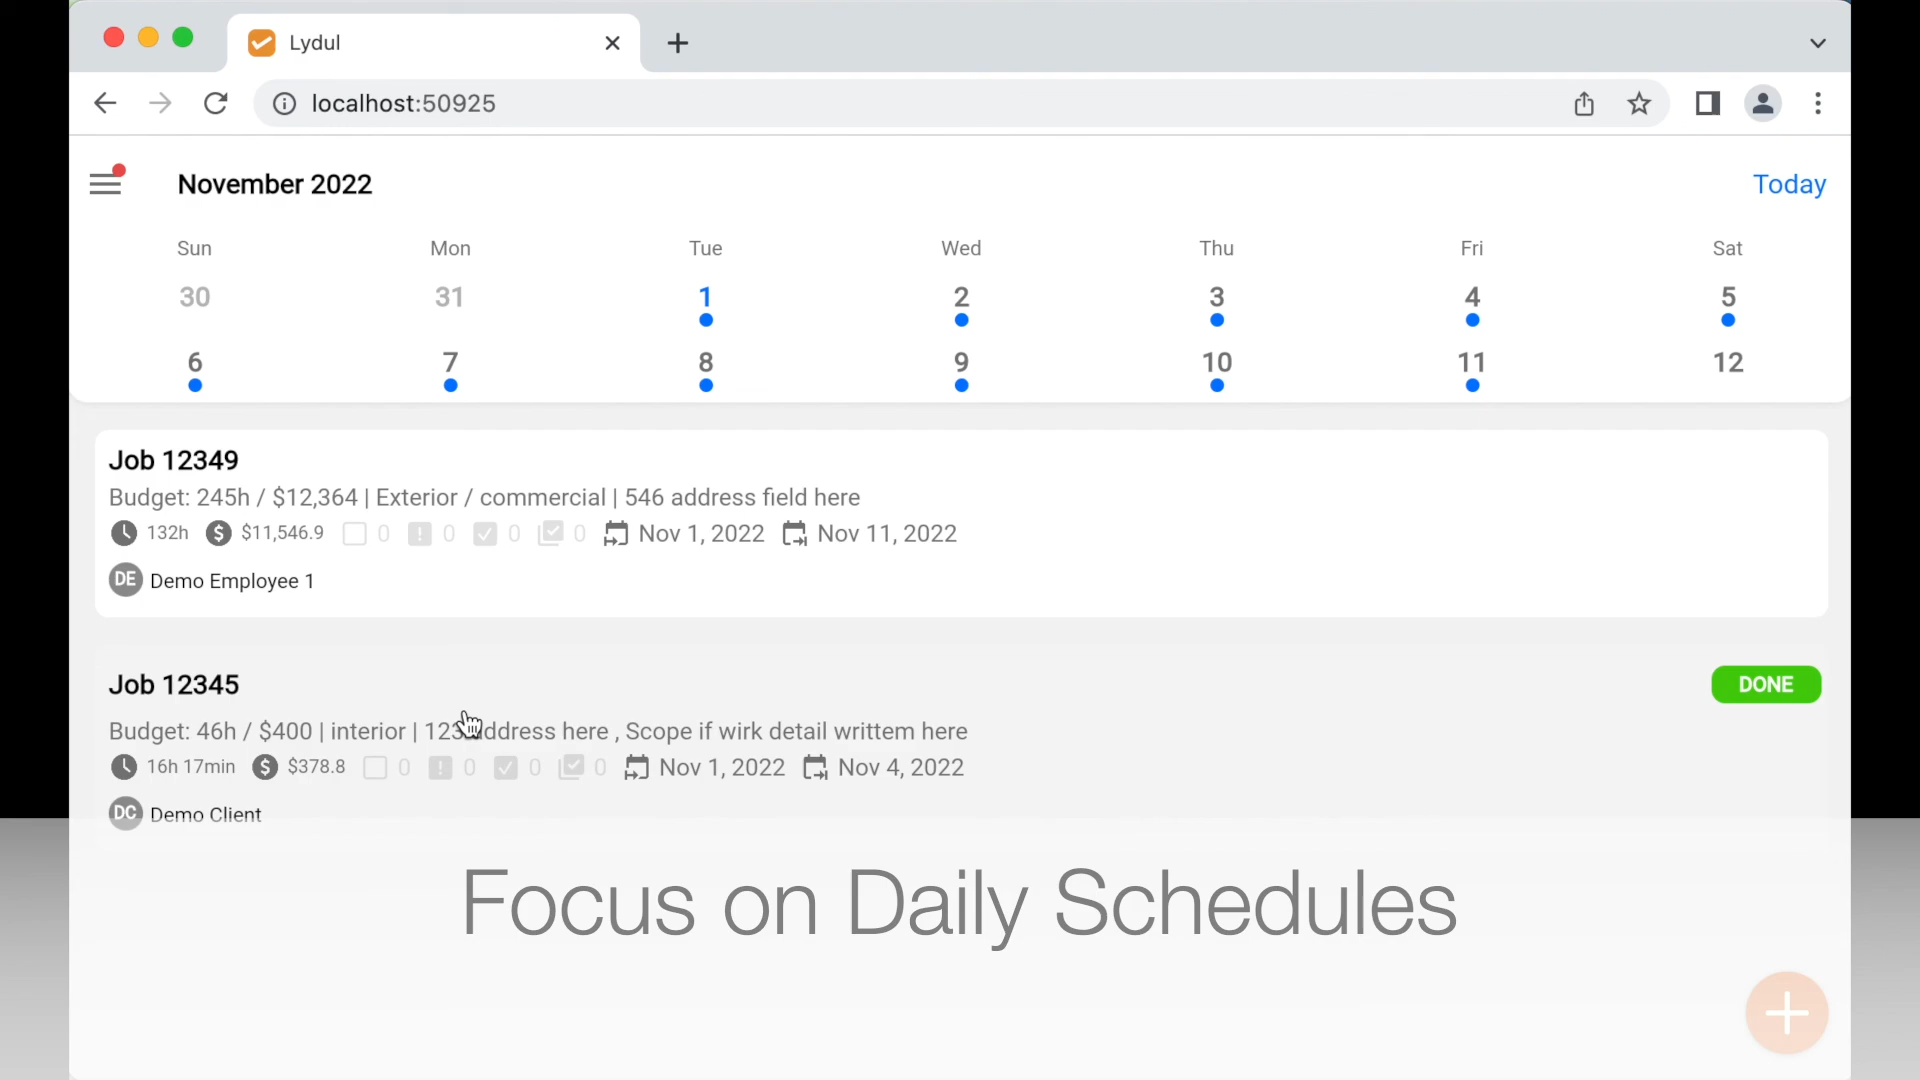 Lydul
localhost:50925
November 2022
Today
Sun Mon Tue Wed Thu Fri Sat
30 31 1 2 3 4 5
6 7 8 9 10 11 12
Job 12349
Budget: 245h / $12,364 | Exterior / commercial | 546 address field here
132h $11,546.9 0 0 0 0 Nov 1, 2022 Nov 11, 2022
DE Demo Employee 1
Job 12345
DONE
Budget: 46h / $400 | interior | 123 address here , Scope if wirk detail writtem here
16h 17min $378.8 0 0 0 0 Nov 1, 2022 Nov 4, 2022
DC Demo Client
Focus on Daily Schedules